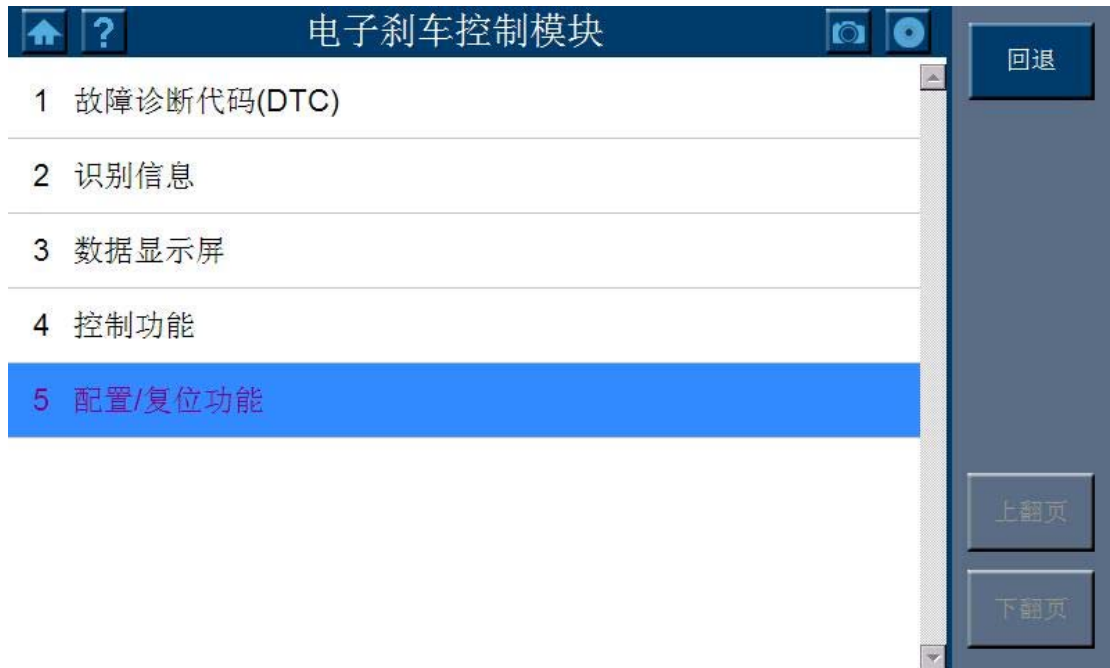 ? 电子刹车控制模块
回退
1 故障诊断代码(DTC)
2 识别信息
3 数据显示屏
4 控制功能
5 配置/复位功能
上翻页
下翻页